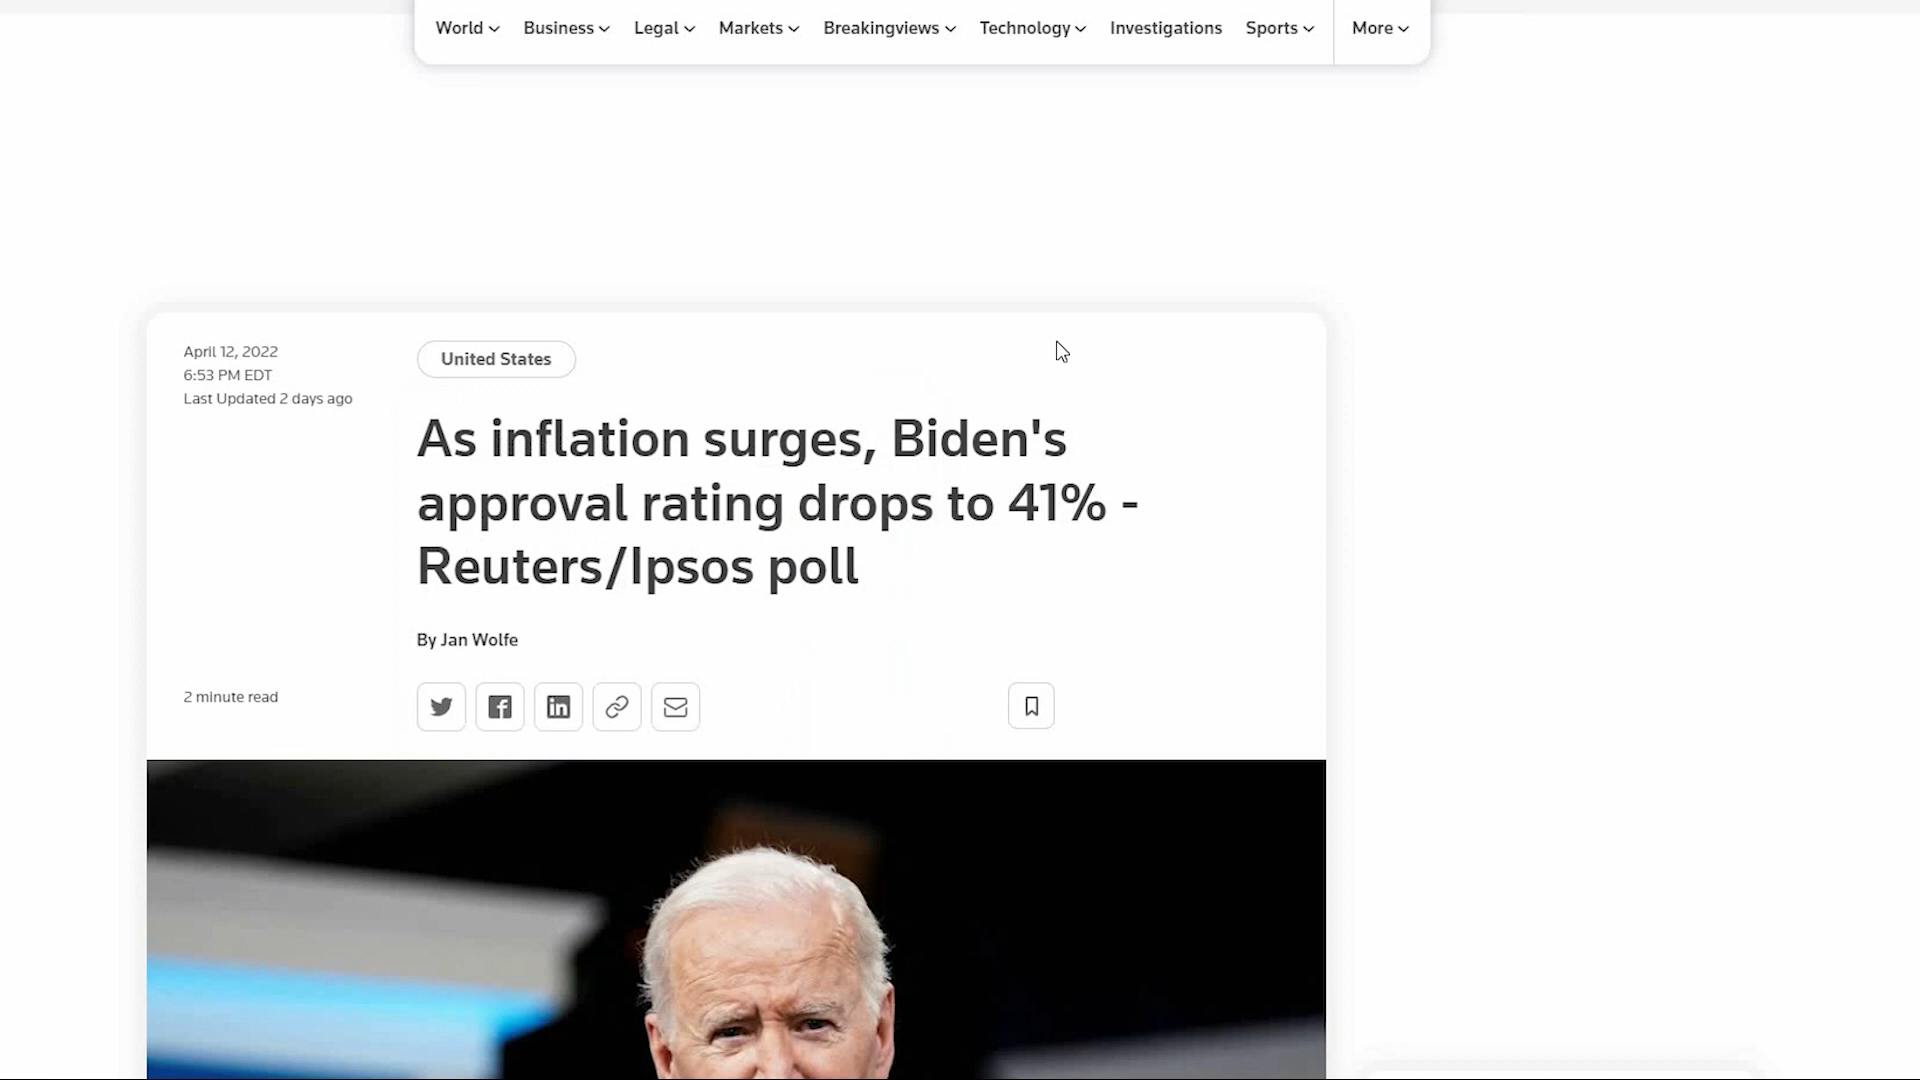 World Business Legal Markets Breakingviews Technology Investigations Sports More
April 12, 2022
6:53 PM EDT
Last Updated 2 days ago
United States
As inflation surges, Biden's
approval rating drops to 41% -
Reuters/Ipsos poll
By Jan Wolfe
2 minute read